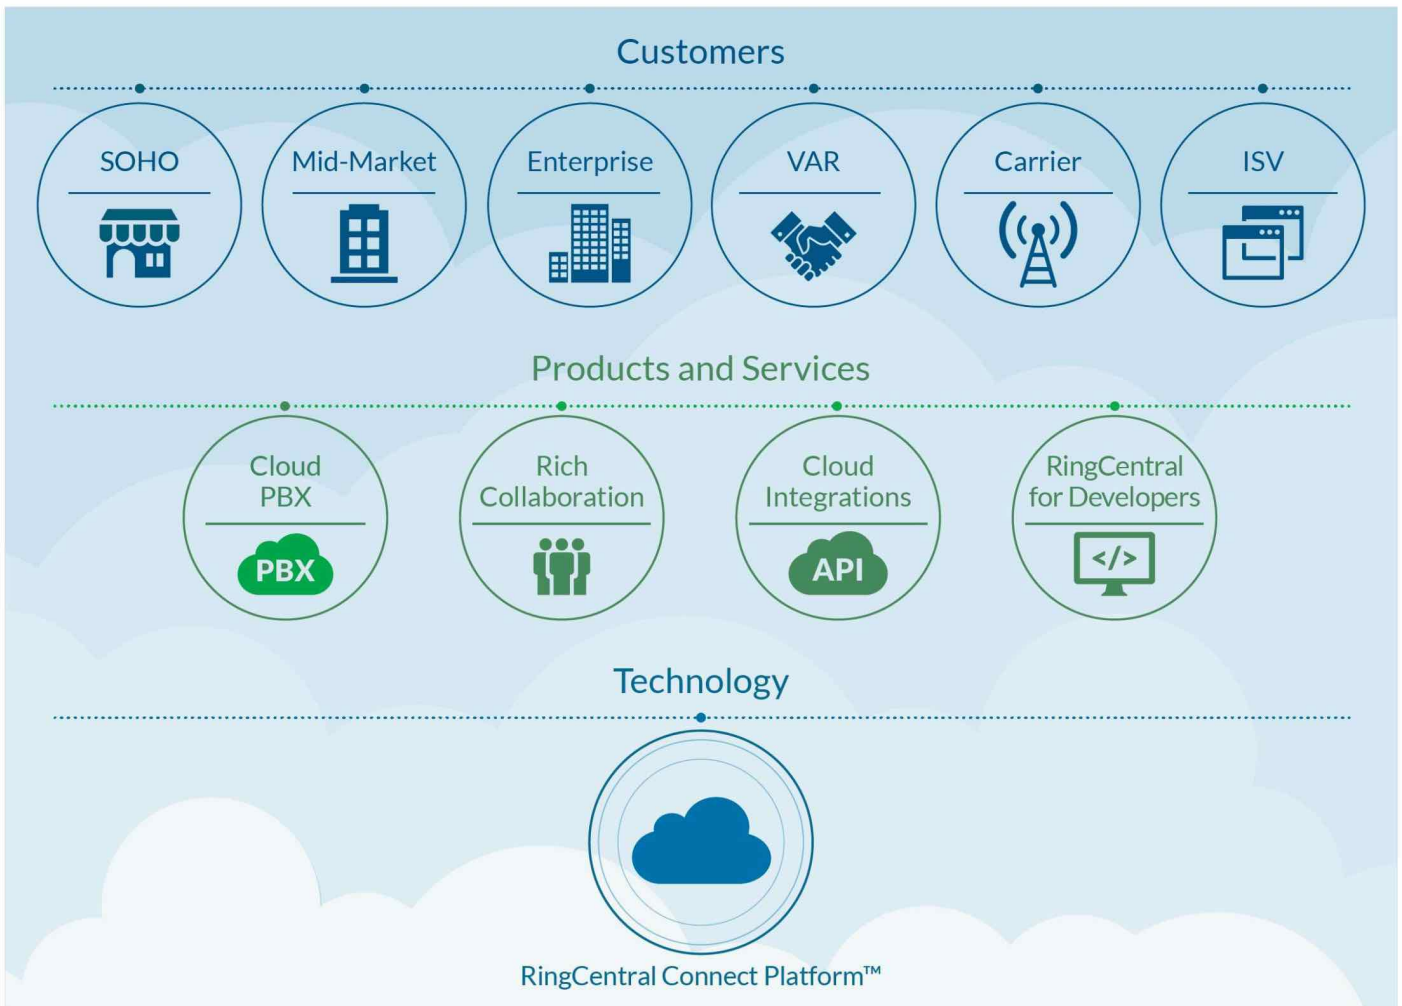 Customers
SOHO
Mid-Market
Enterprise
VAR
Carrier
ISV
Products and Services
Cloud
PBX
PBX
Rich
Collaboration
Cloud
Integrations
API
RingCentral
for Developers
</>
Technology
RingCentral Connect Platform™